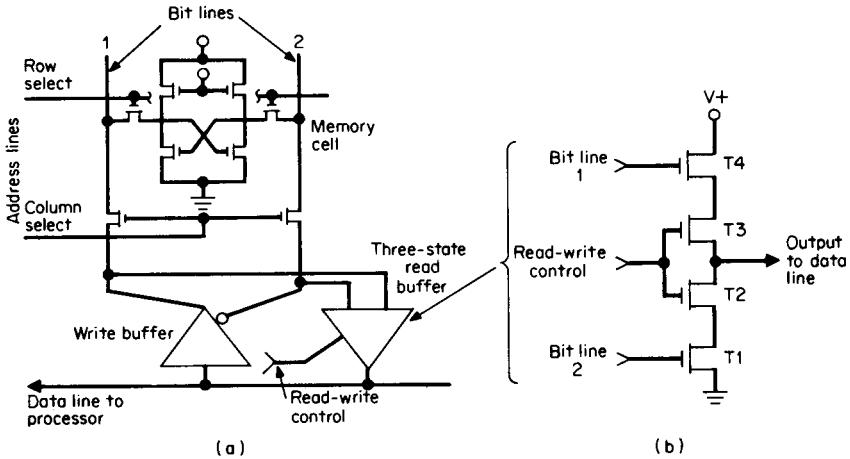 Bit lines
1
2
Row
select
Memory
cell
Address lines
Column
select
Three-state
read
buffer
Write buffer
Read-write
control
Data line to
processor
(a)
V+
Bit line
1
T4
T3
Read-write
control
Output
to data
line
T2
Bit line
2
T1
(b)